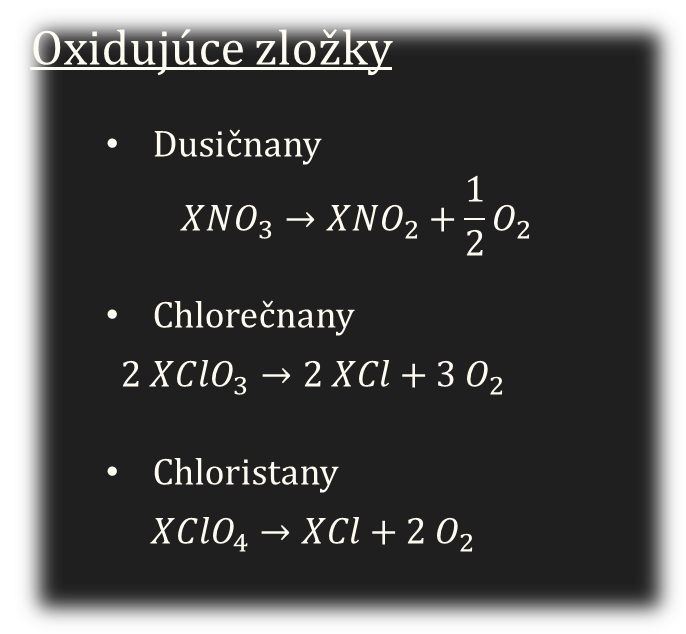 Oxidujúce zložky
• Dusičnany
XNO₃ → XNO₂ + 1/2 O₂
• Chlorečnany
2 XClO₃ → 2 XCl + 3 O₂
• Chloristany
XClO₄ → XCl + 2 O₂